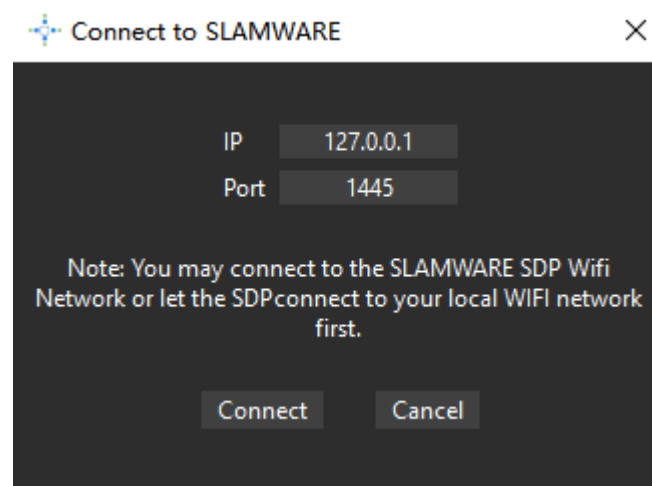 Connect to SLAMWARE
IP 127.0.0.1
Port 1445
Note: You may connect to the SLAMWARE SDP Wifi
Network or let the SDPconnect to your local WIFI network
first.
Connect Cancel